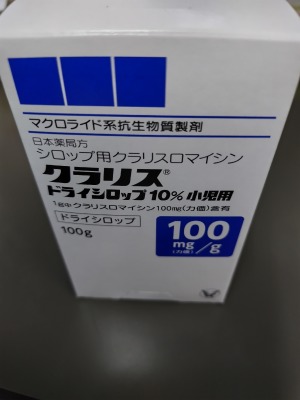 マクロライド系抗生物質製剤
日本薬局方
シロップ用クラリスロマイシン
クラリス®
ドライシロップ10% 小児用
1g中クラリスロマイシン100mg(力価)含有
ドライシロップ
100g
100
mg/g
(力価)